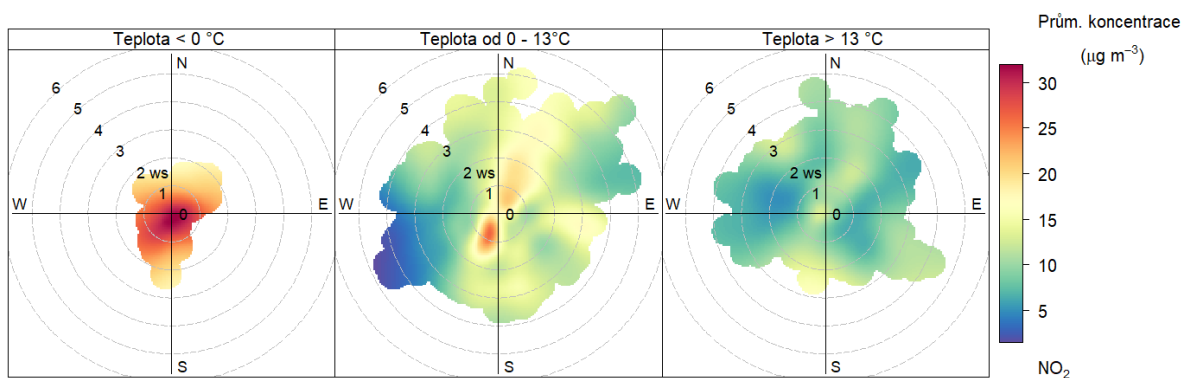 Teplota < 0 °C
N
6
5
4
3
2 ws
1
0
W
E
S
Teplota od 0 - 13°C
N
6
5
4
3
2 ws
1
0
W
E
S
Teplota > 13 °C
N
6
5
4
3
2 ws
1
0
W
E
S
Prům. koncentrace
(μg m⁻³)
30
25
20
15
10
5
NO₂